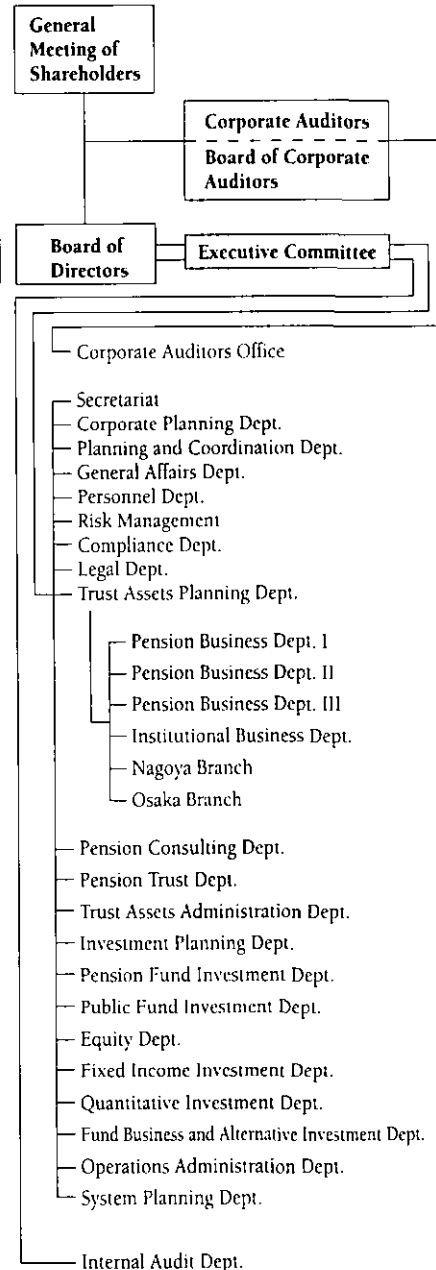 General
Meeting of
Shareholders
Corporate Auditors
Board of Corporate
Auditors
Board of
Directors
Executive Committee
Corporate Auditors Office
Secretariat
Corporate Planning Dept.
Planning and Coordination Dept.
General Affairs Dept.
Personnel Dept.
Risk Management
Compliance Dept.
Legal Dept.
Trust Assets Planning Dept.
Pension Business Dept. I
Pension Business Dept. II
Pension Business Dept. III
Institutional Business Dept.
Nagoya Branch
Osaka Branch
Pension Consulting Dept.
Pension Trust Dept.
Trust Assets Administration Dept.
Investment Planning Dept.
Pension Fund Investment Dept.
Public Fund Investment Dept.
Equity Dept.
Fixed Income Investment Dept.
Quantitative Investment Dept.
Fund Business and Alternative Investment Dept.
Operations Administration Dept.
System Planning Dept.
Internal Audit Dept.